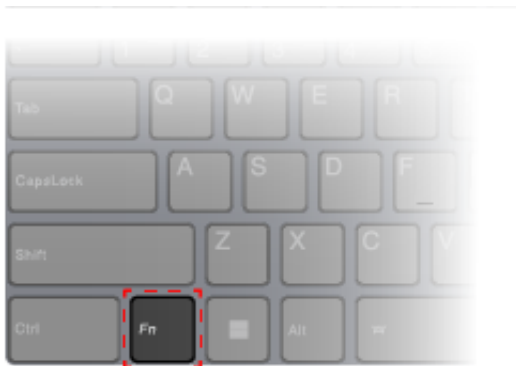 Tab Q W E R
CapsLock A S D F
Shift Z X C V
Ctrl Fn Alt